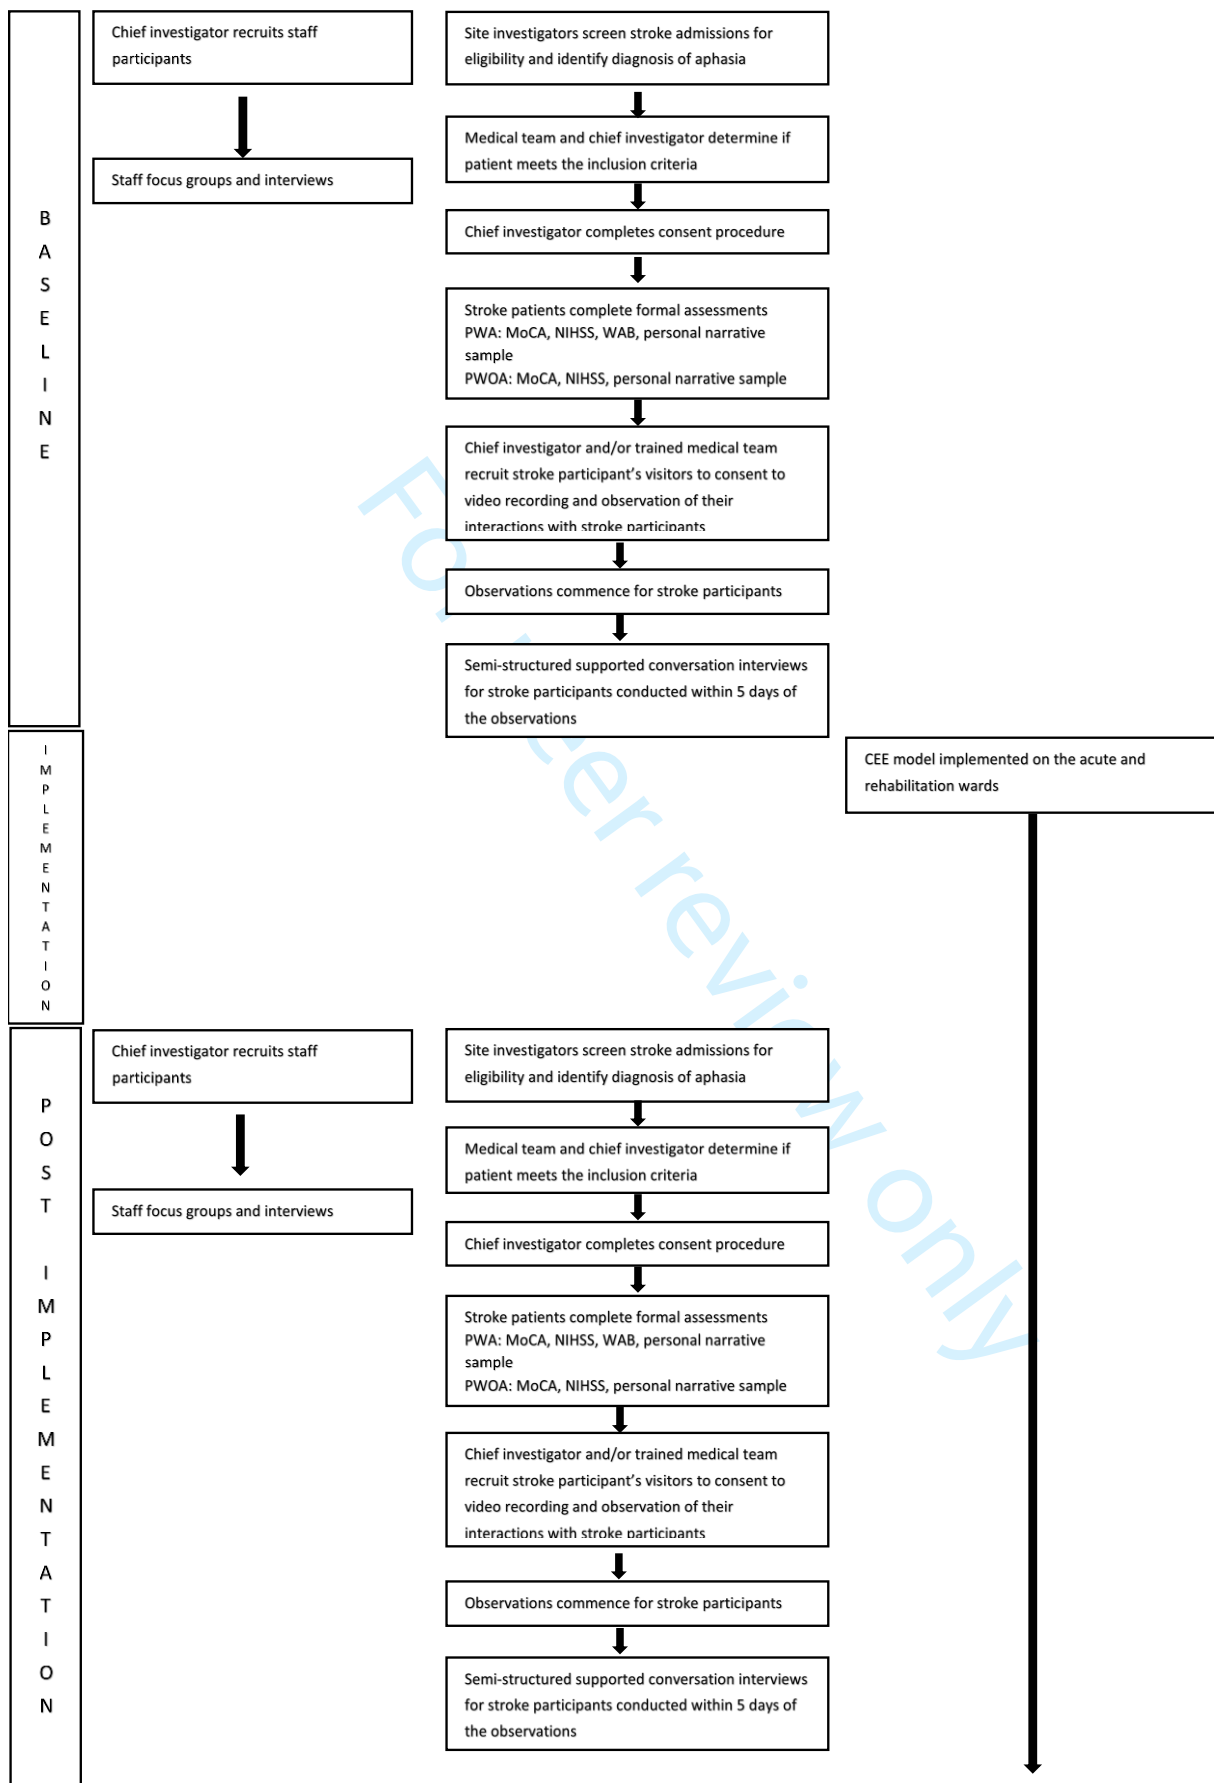 BASELINE
Chief investigator recruits staff
participants
Staff focus groups and interviews
Site investigators screen stroke admissions for
eligibility and identify diagnosis of aphasia
Medical team and chief investigator determine if
patient meets the inclusion criteria
Chief investigator completes consent procedure
Stroke patients complete formal assessments
PWA: MoCA, NIHSS, WAB, personal narrative
sample
PWOA: MoCA, NIHSS, personal narrative sample
Chief investigator and/or trained medical team
recruit stroke participant’s visitors to consent to
video recording and observation of their
interactions with stroke participants
Observations commence for stroke participants
Semi-structured supported conversation interviews
for stroke participants conducted within 5 days of
the observations
IMPLEMENTATION
CEE model implemented on the acute and
rehabilitation wards
POST IMPLEMENTATION
Chief investigator recruits staff
participants
Staff focus groups and interviews
Site investigators screen stroke admissions for
eligibility and identify diagnosis of aphasia
Medical team and chief investigator determine if
patient meets the inclusion criteria
Chief investigator completes consent procedure
Stroke patients complete formal assessments
PWA: MoCA, NIHSS, WAB, personal narrative
sample
PWOA: MoCA, NIHSS, personal narrative sample
Chief investigator and/or trained medical team
recruit stroke participant’s visitors to consent to
video recording and observation of their
interactions with stroke participants
Observations commence for stroke participants
Semi-structured supported conversation interviews
for stroke participants conducted within 5 days of
the observations
For peer review only